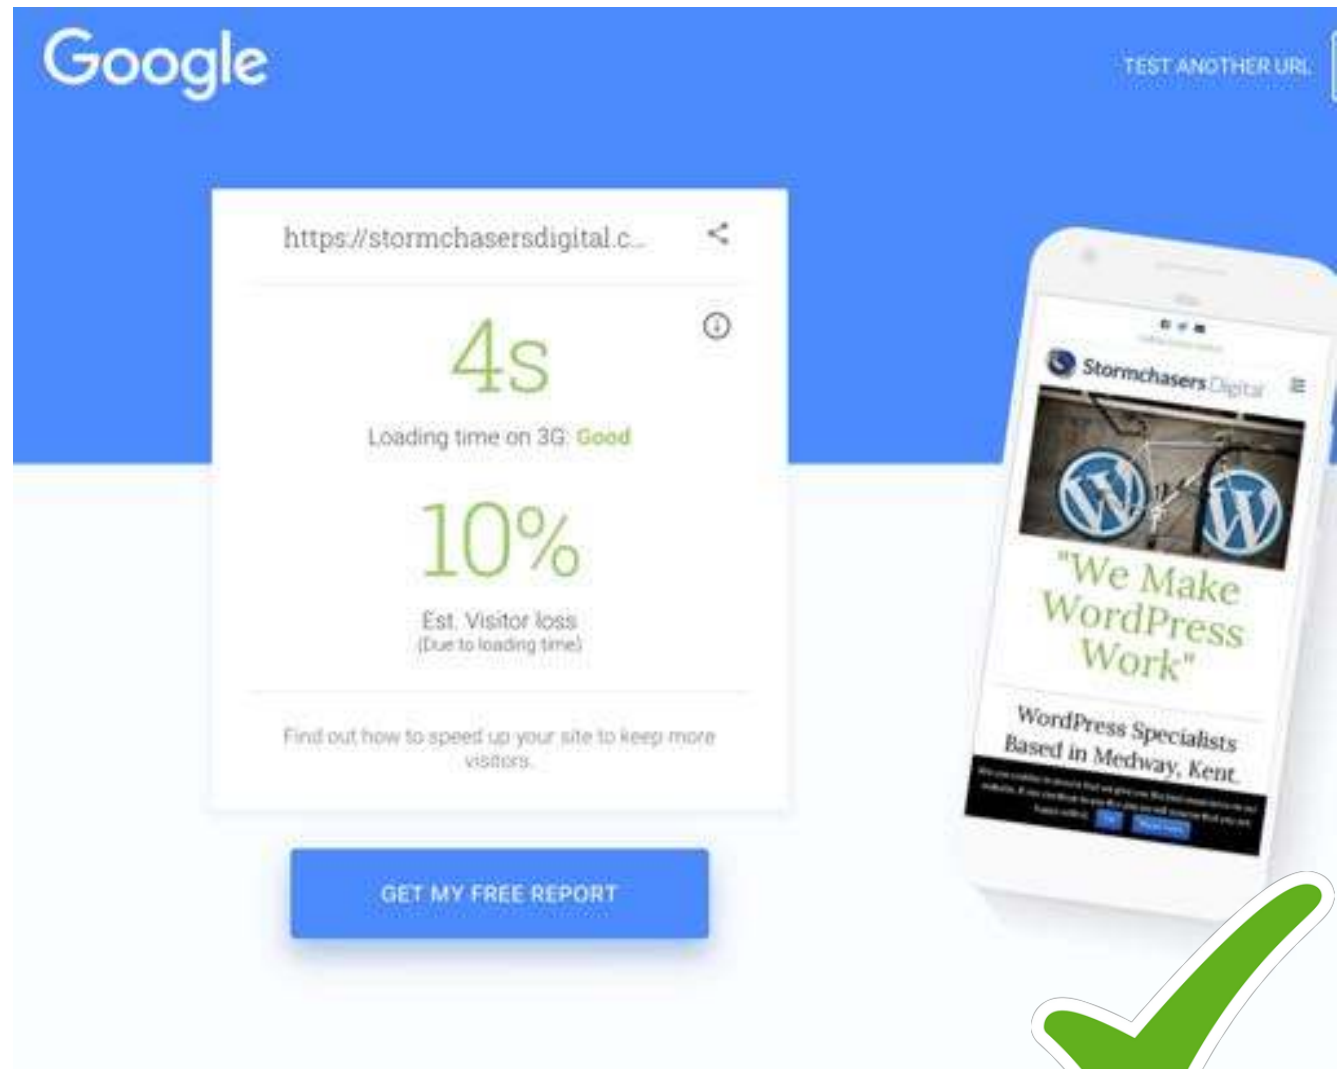 Google
TEST ANOTHER URL
https://stormchasersdigital.c...
4s
Loading time on 3G: Good
10%
Est. Visitor loss
(Due to loading time)
Find out how to speed up your site to keep more
visitors.
GET MY FREE REPORT
Stormchasers Digital
"We Make
WordPress
Work"
WordPress Specialists
Based in Medway, Kent.